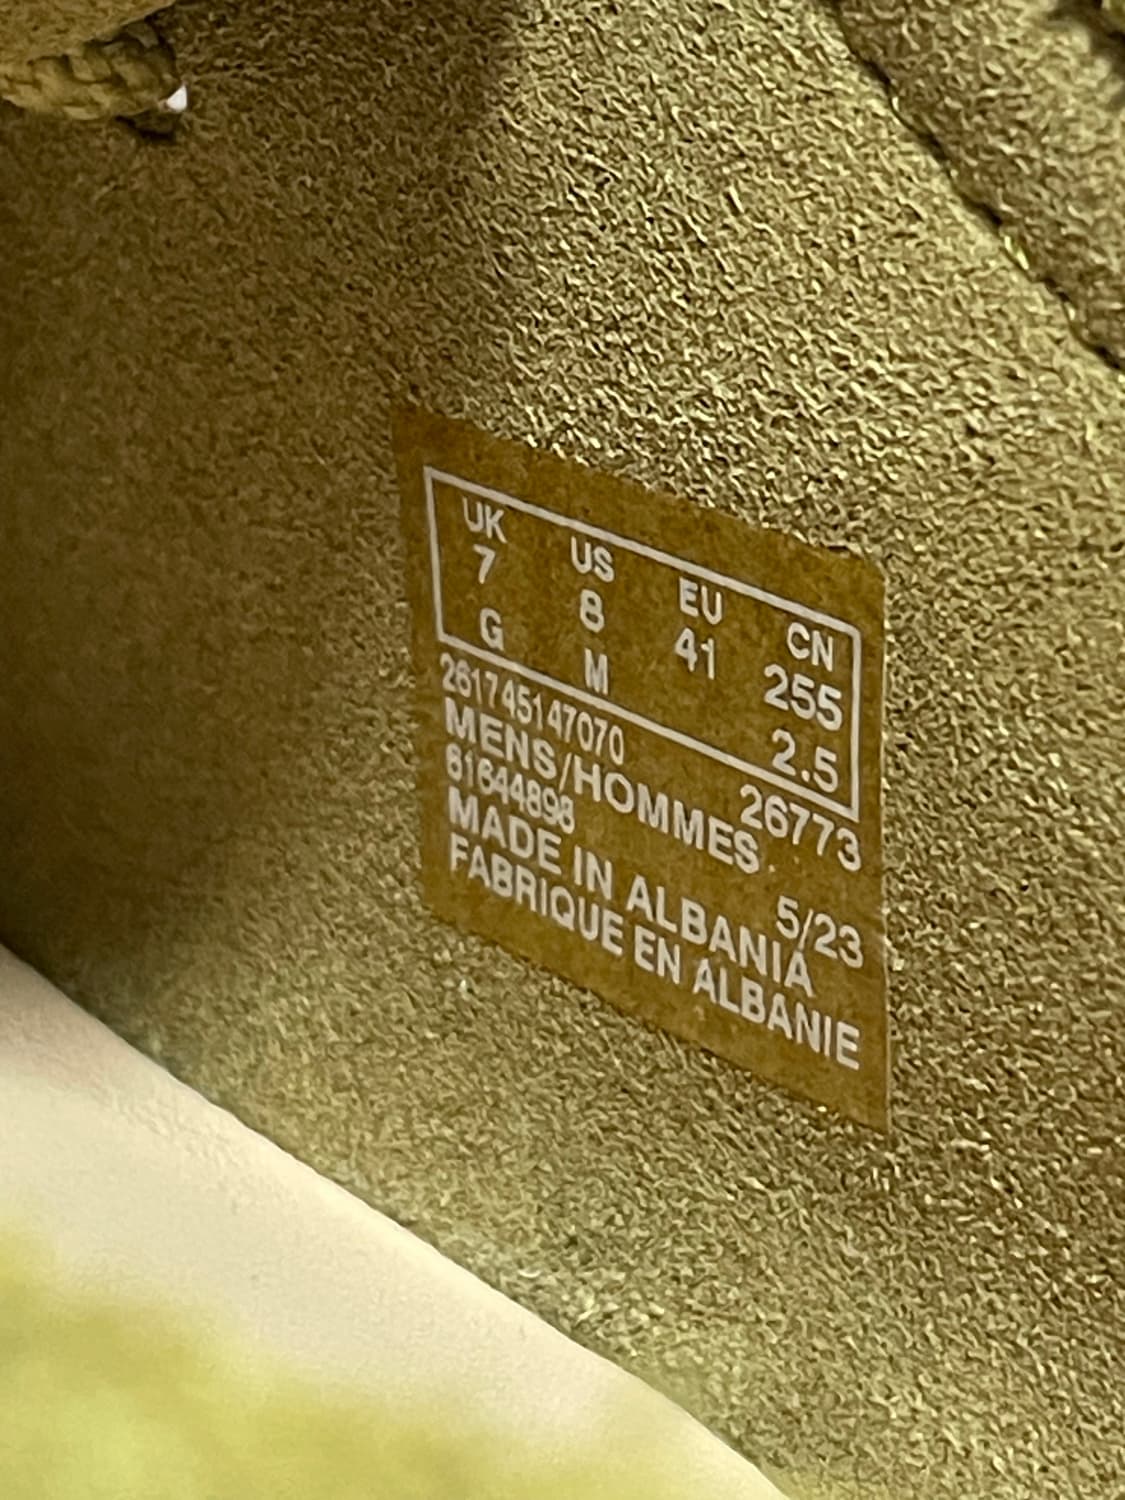 UK US EU CN
7 8 41 255
G M 2.5
261745147070 26773
MENS/HOMMES
61644898 5/23
MADE IN ALBANIA
FABRIQUE EN ALBANIE